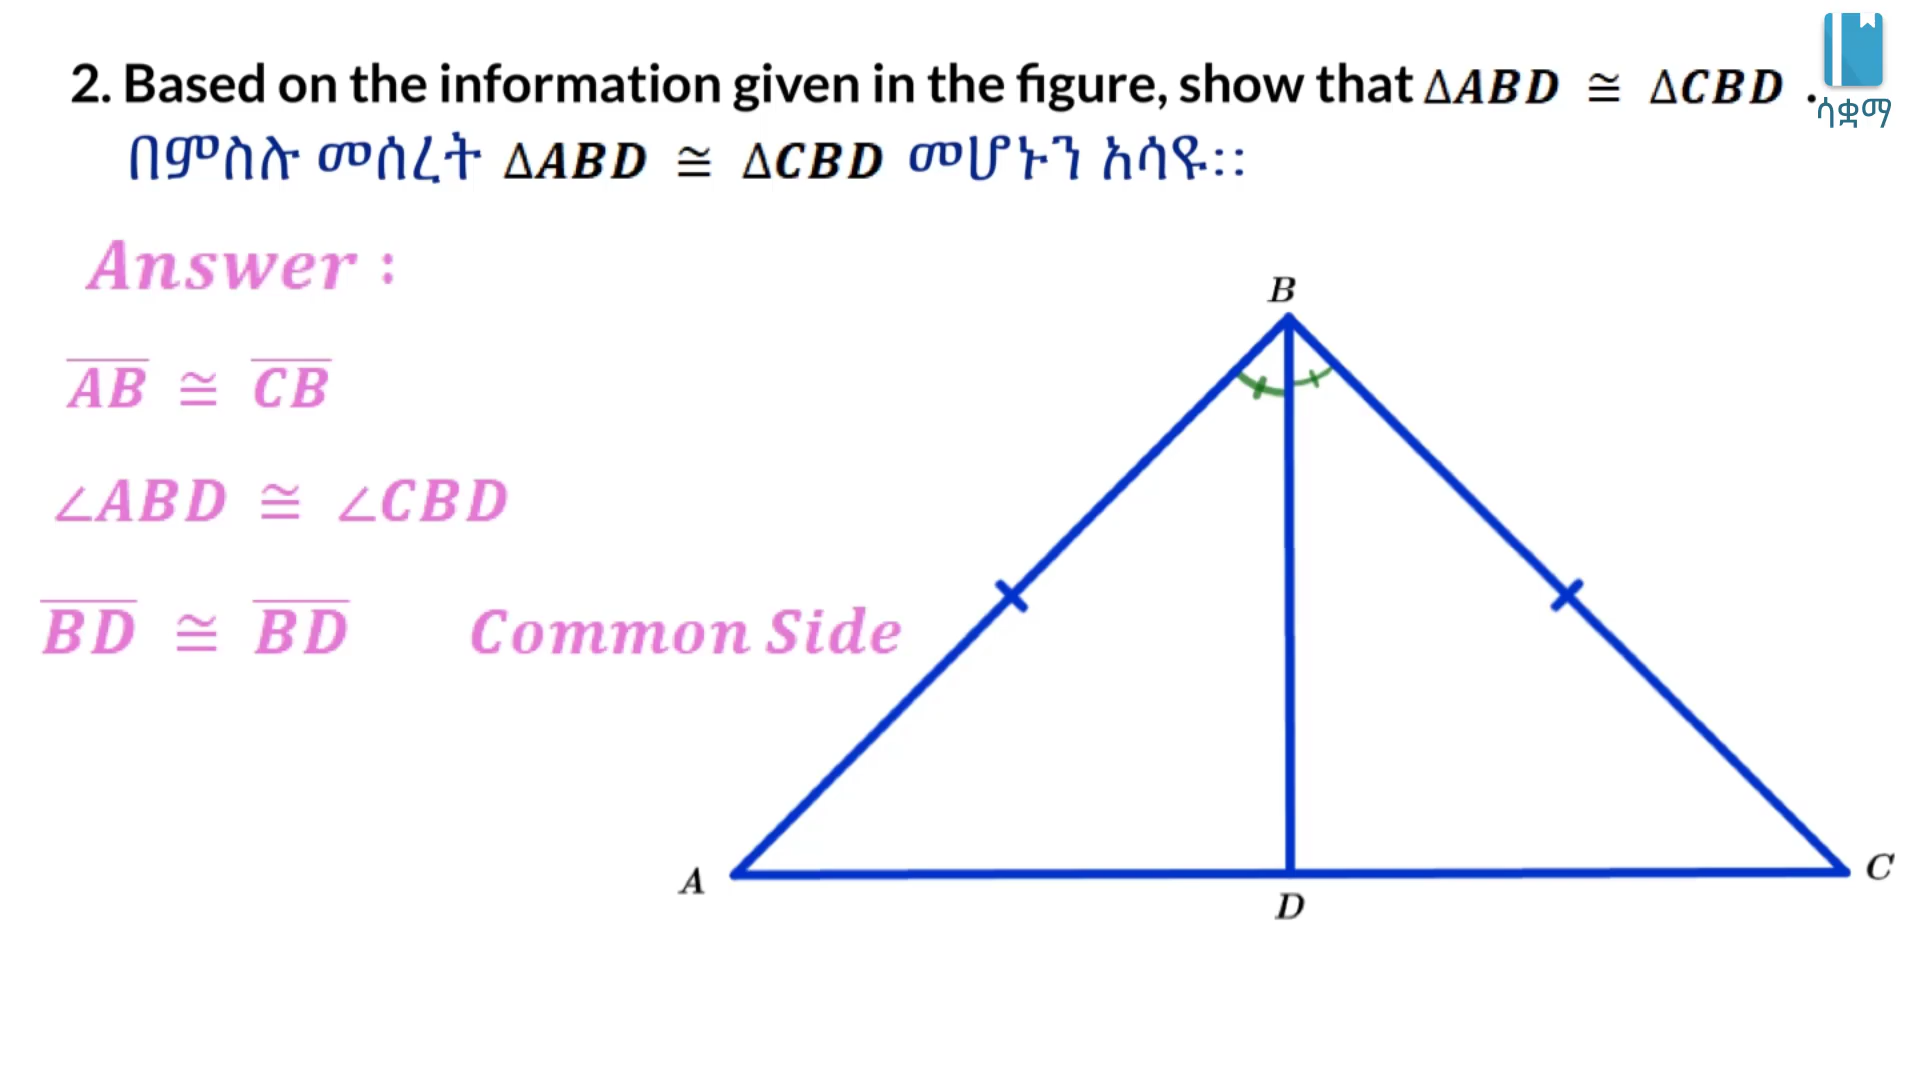 2. Based on the information given in the figure, show that ΔABD ≅ ΔCBD .
ሳቋማ
በምስሉ መሰረት ΔABD ≅ ΔCBD መሆኑን አሳዩ::
Answer :
AB ≅ CB
∠ABD ≅ ∠CBD
BD ≅ BD Common Side
B
A
D
C